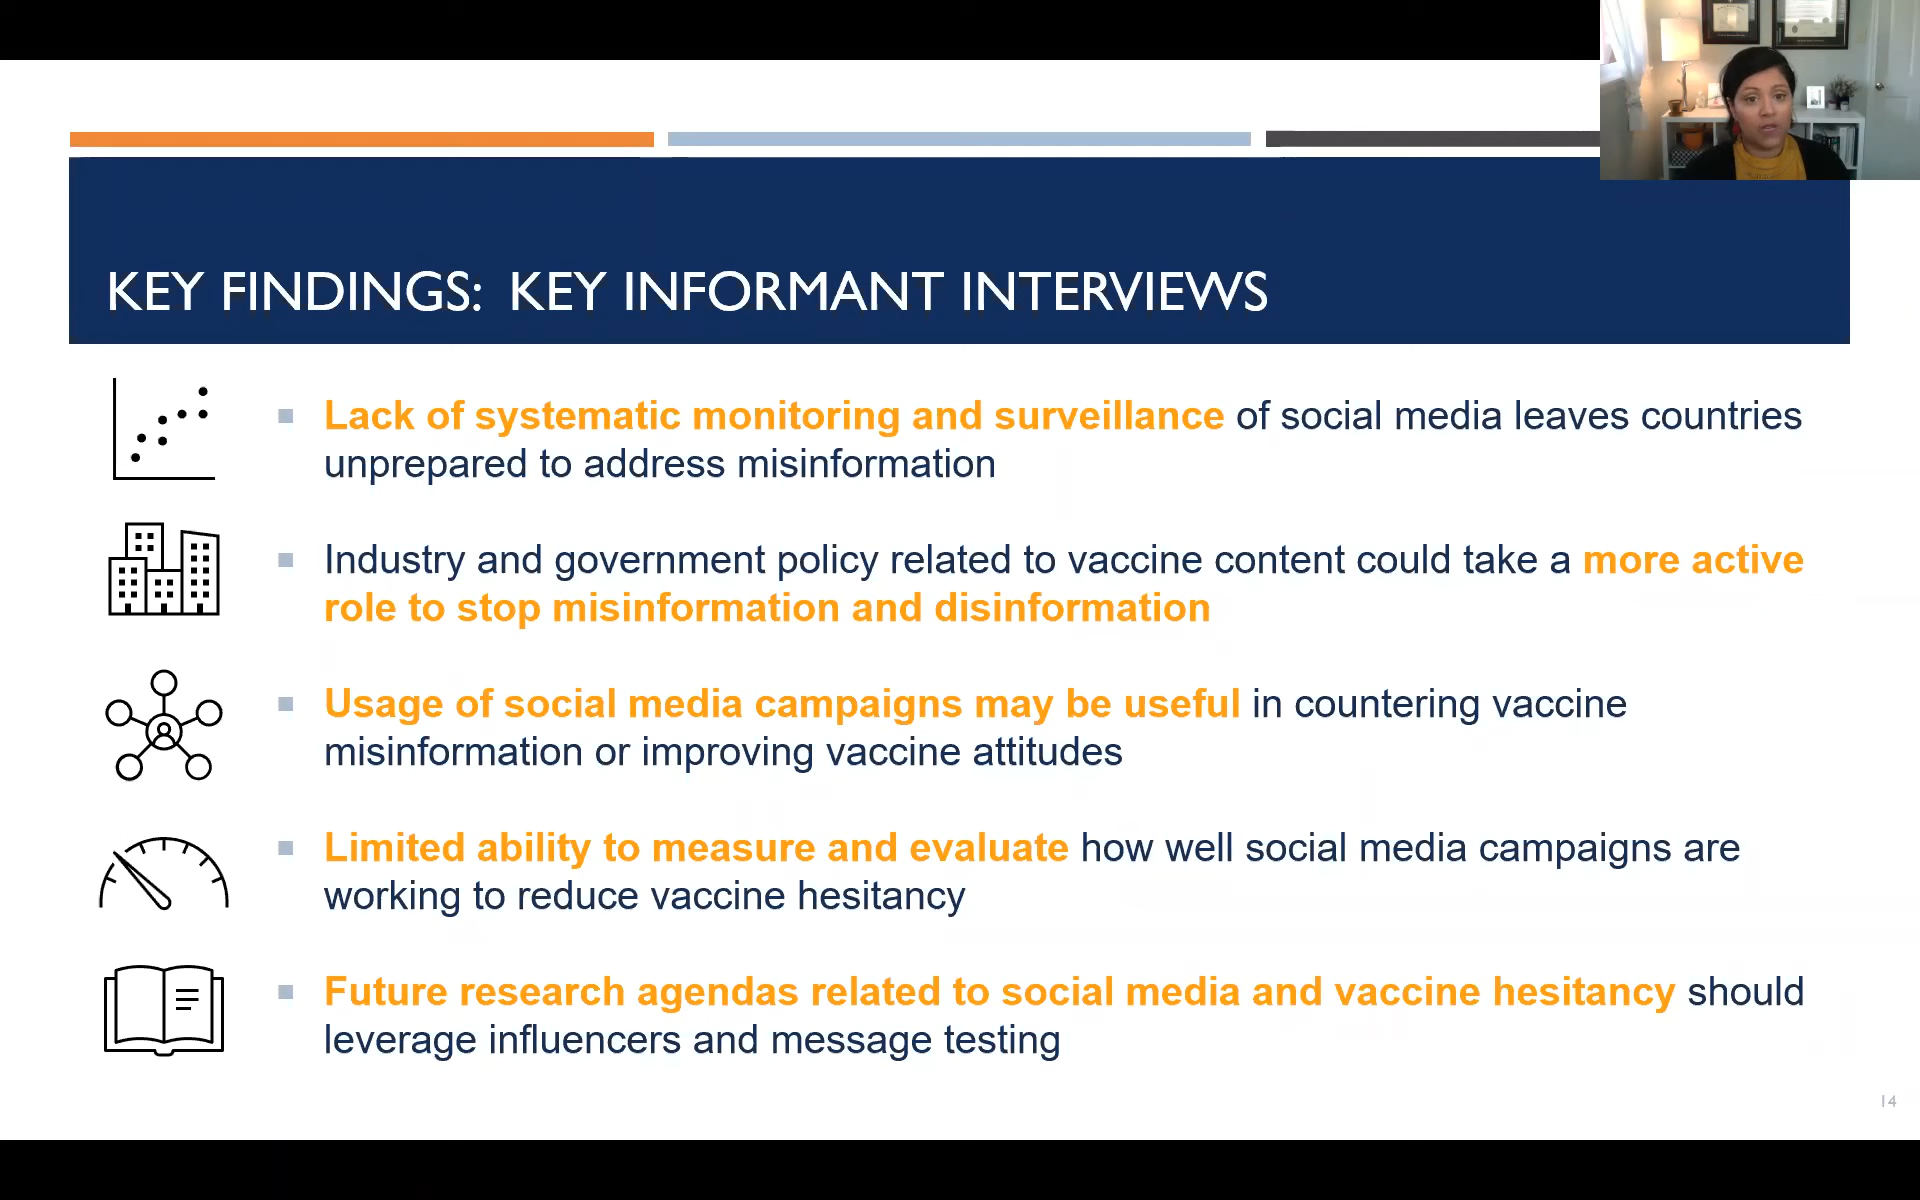 KEY FINDINGS: KEY INFORMANT INTERVIEWS
Lack of systematic monitoring and surveillance of social media leaves countries
unprepared to address misinformation
Industry and government policy related to vaccine content could take a more active
role to stop misinformation and disinformation
Usage of social media campaigns may be useful in countering vaccine
misinformation or improving vaccine attitudes
Limited ability to measure and evaluate how well social media campaigns are
working to reduce vaccine hesitancy
Future research agendas related to social media and vaccine hesitancy should
leverage influencers and message testing
14